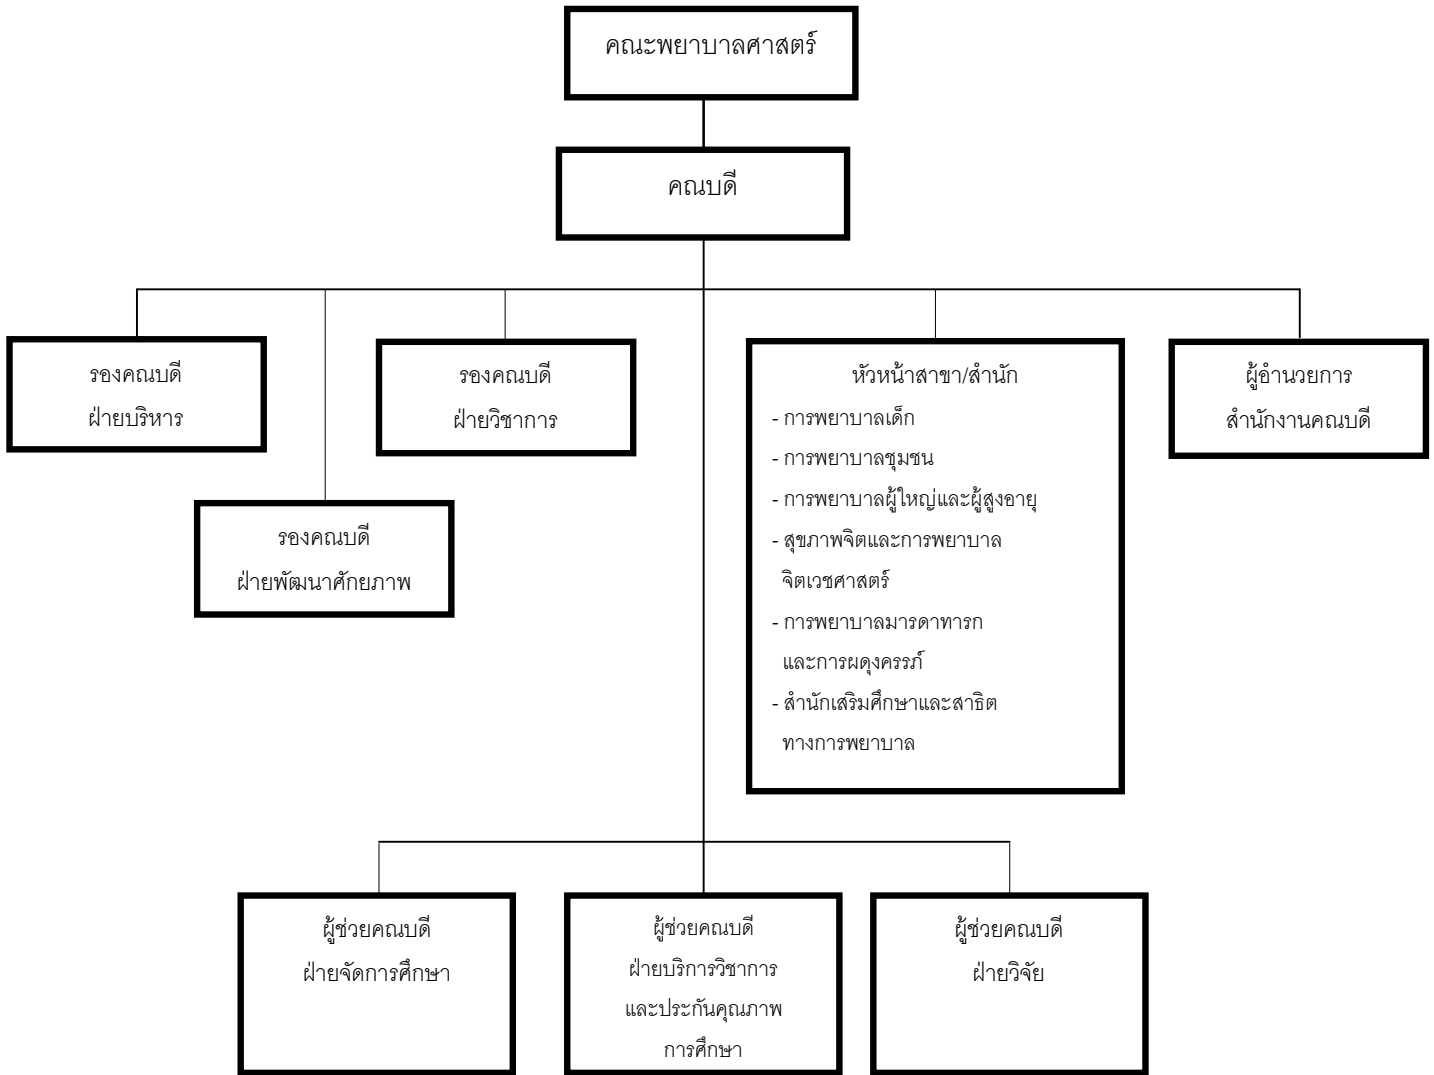 คณะพยาบาลศาสตร์
คณบดี
รองคณบดี
ฝ่ายบริหาร
รองคณบดี
ฝ่ายพัฒนาศักยภาพ
รองคณบดี
ฝ่ายวิชาการ
หัวหน้าสาขา/สำนัก
- การพยาบาลเด็ก
- การพยาบาลชุมชน
- การพยาบาลผู้ใหญ่และผู้สูงอายุ
- สุขภาพจิตและการพยาบาล
จิตเวชศาสตร์
- การพยาบาลมารดาทารก
และการผดุงครรภ์
- สำนักเสริมศึกษาและสาธิต
ทางการพยาบาล
ผู้อำนวยการ
สำนักงานคณบดี
ผู้ช่วยคณบดี
ฝ่ายจัดการศึกษา
ผู้ช่วยคณบดี
ฝ่ายบริการวิชาการ
และประกันคุณภาพ
การศึกษา
ผู้ช่วยคณบดี
ฝ่ายวิจัย